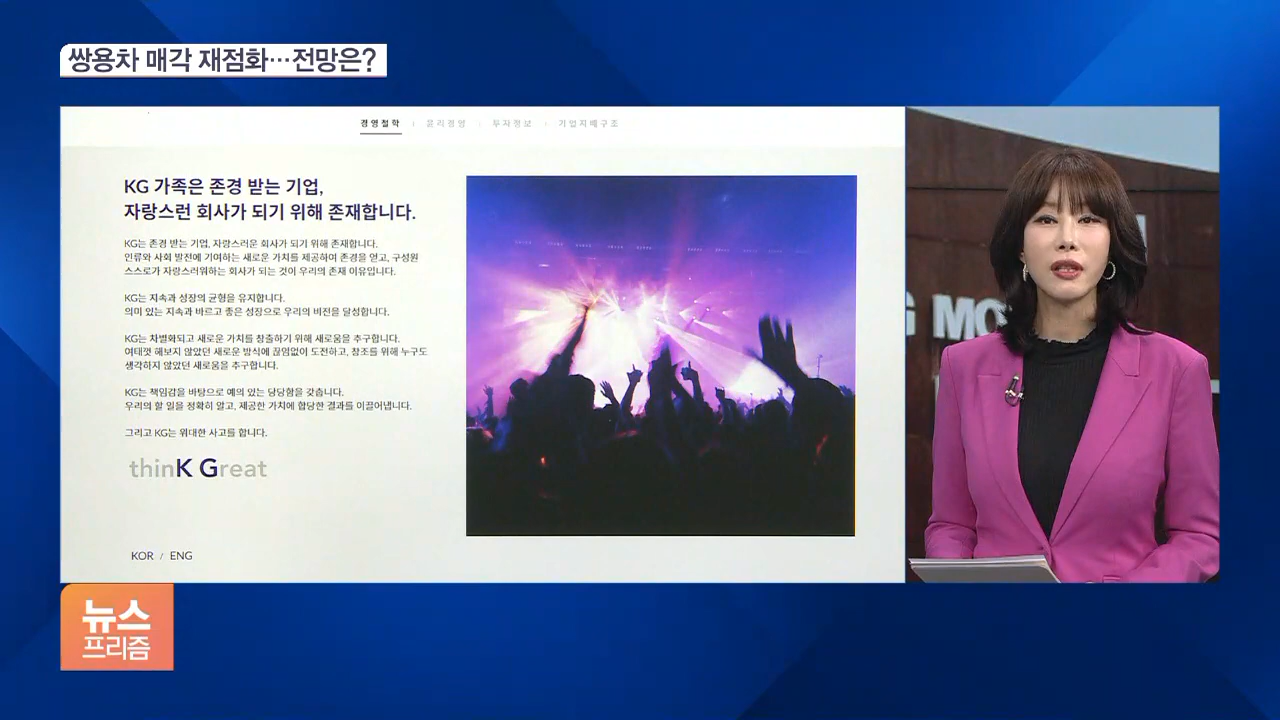 쌍용차 매각 재점화…전망은?
경영철학 윤리경영 투자정보 기업지배구조
KG 가족은 존경 받는 기업,
자랑스런 회사가 되기 위해 존재합니다.
KG는 존경 받는 기업, 자랑스러운 회사가 되기 위해 존재합니다.
인류와 사회 발전에 기여하는 새로운 가치를 제공하여 존경을 얻고, 구성원
스스로가 자랑스러워하는 회사가 되는 것이 우리의 존재 이유입니다.
KG는 지속과 성장의 균형을 유지합니다.
의미 있는 지속과 바르고 좋은 성장으로 우리의 비전을 달성합니다.
KG는 차별화되고 새로운 가치를 창출하기 위해 새로움을 추구합니다.
여태껏 해보지 않았던 새로운 방식에 끊임없이 도전하고, 창조를 위해 누구도
생각하지 않았던 새로움을 추구합니다.
KG는 책임감을 바탕으로 예의 있는 당당함을 갖춥니다.
우리의 할 일을 정확히 알고, 제공한 가치에 합당한 결과를 이끌어냅니다.
그리고 KG는 위대한 사고를 합니다.
thinK Great
KOR / ENG
G MO
뉴스
프리즘